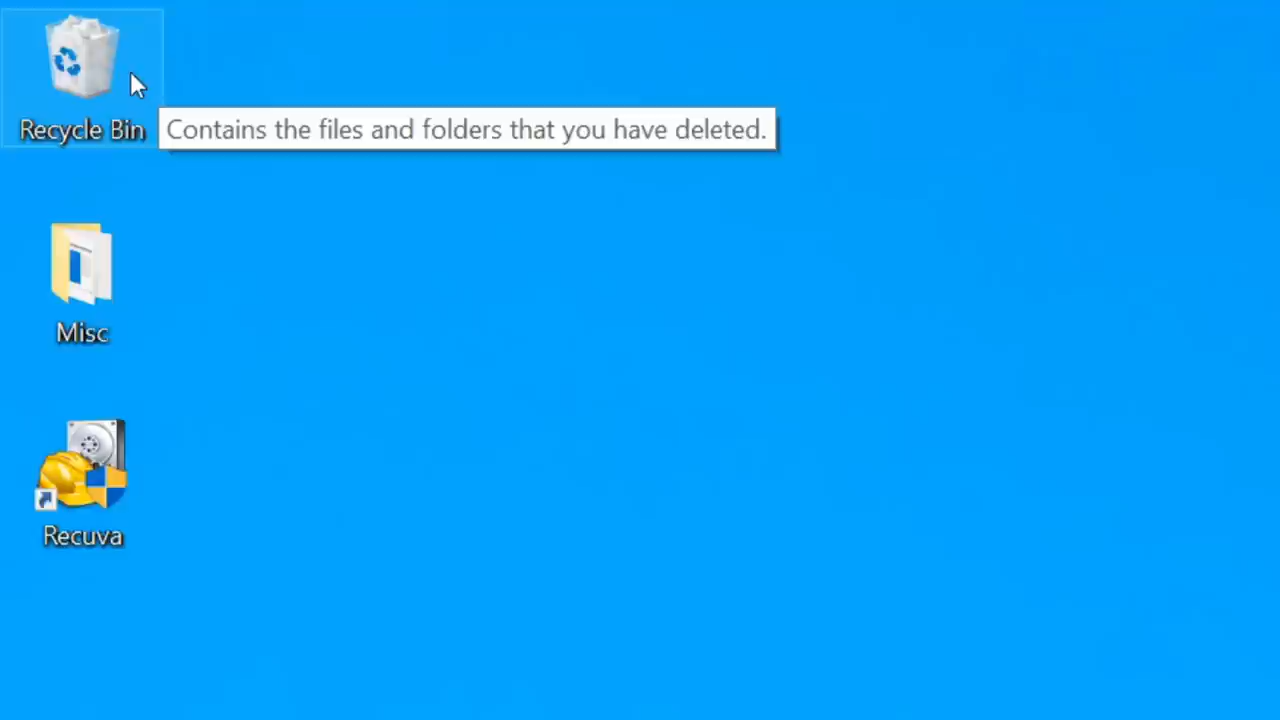 Recycle Bin
Contains the files and folders that you have deleted.
Misc
Recuva